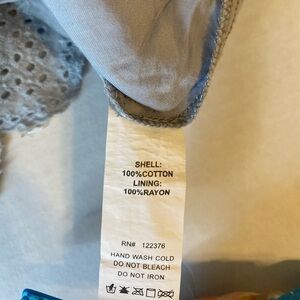 SHELL:
100%COTTON
LINING:
100%RAYON
RN# 122376
HAND WASH COLD
DO NOT BLEACH
DO NOT IRON